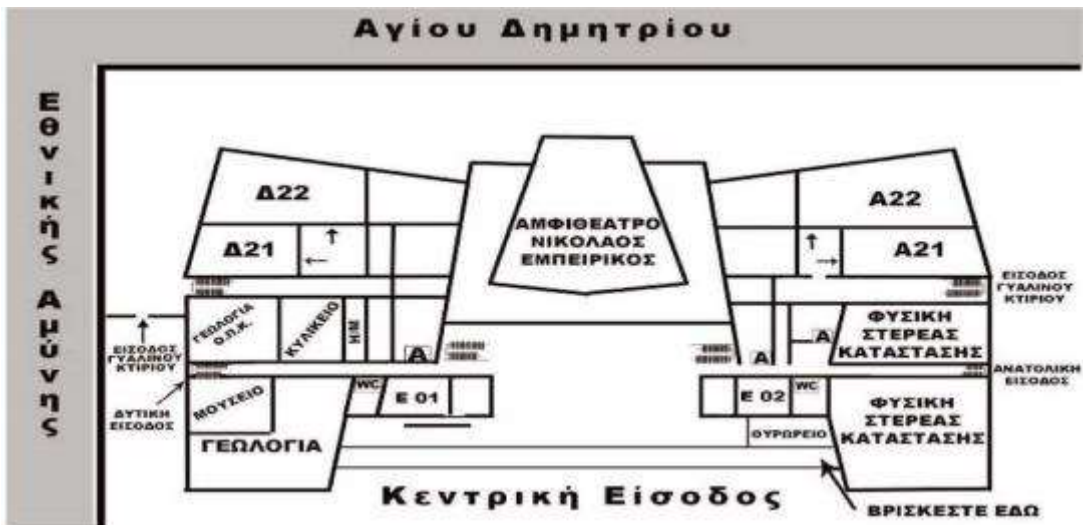 Αγίου Δημητρίου
Εθνικής Αμύνης
Δ22
Α22
ΑΜΦΙΘΕΑΤΡΟ
ΝΙΚΟΛΑΟΣ
ΕΜΠΕΙΡΙΚΟΣ
Δ21
Α21
ΕΙΣΟΔΟΣ
ΓΥΑΛΙΝΟΥ
ΚΤΙΡΙΟΥ
ΓΕΩΛΟΓΙΑ
Ο.Π.Κ.
ΚΥΛΙΚΕΙΟ
Η/Μ
ΦΥΣΙΚΗ
ΣΤΕΡΕΑΣ
ΚΑΤΑΣΤΑΣΗΣ
ΕΙΣΟΔΟΣ
ΓΥΑΛΙΝΟΥ
ΚΤΙΡΙΟΥ
Α
Α
ΑΝΑΤΟΛΙΚΗ
ΕΙΣΟΔΟΣ
ΔΥΤΙΚΗ
ΕΙΣΟΔΟΣ
ΜΟΥΣΕΙΟ
WC
Ε 01
Ε 02
WC
ΦΥΣΙΚΗ
ΣΤΕΡΕΑΣ
ΚΑΤΑΣΤΑΣΗΣ
ΓΕΩΛΟΓΙΑ
ΘΥΡΩΡΕΙΟ
Κεντρική Είσοδος
ΒΡΙΣΚΕΣΤΕ ΕΔΩ